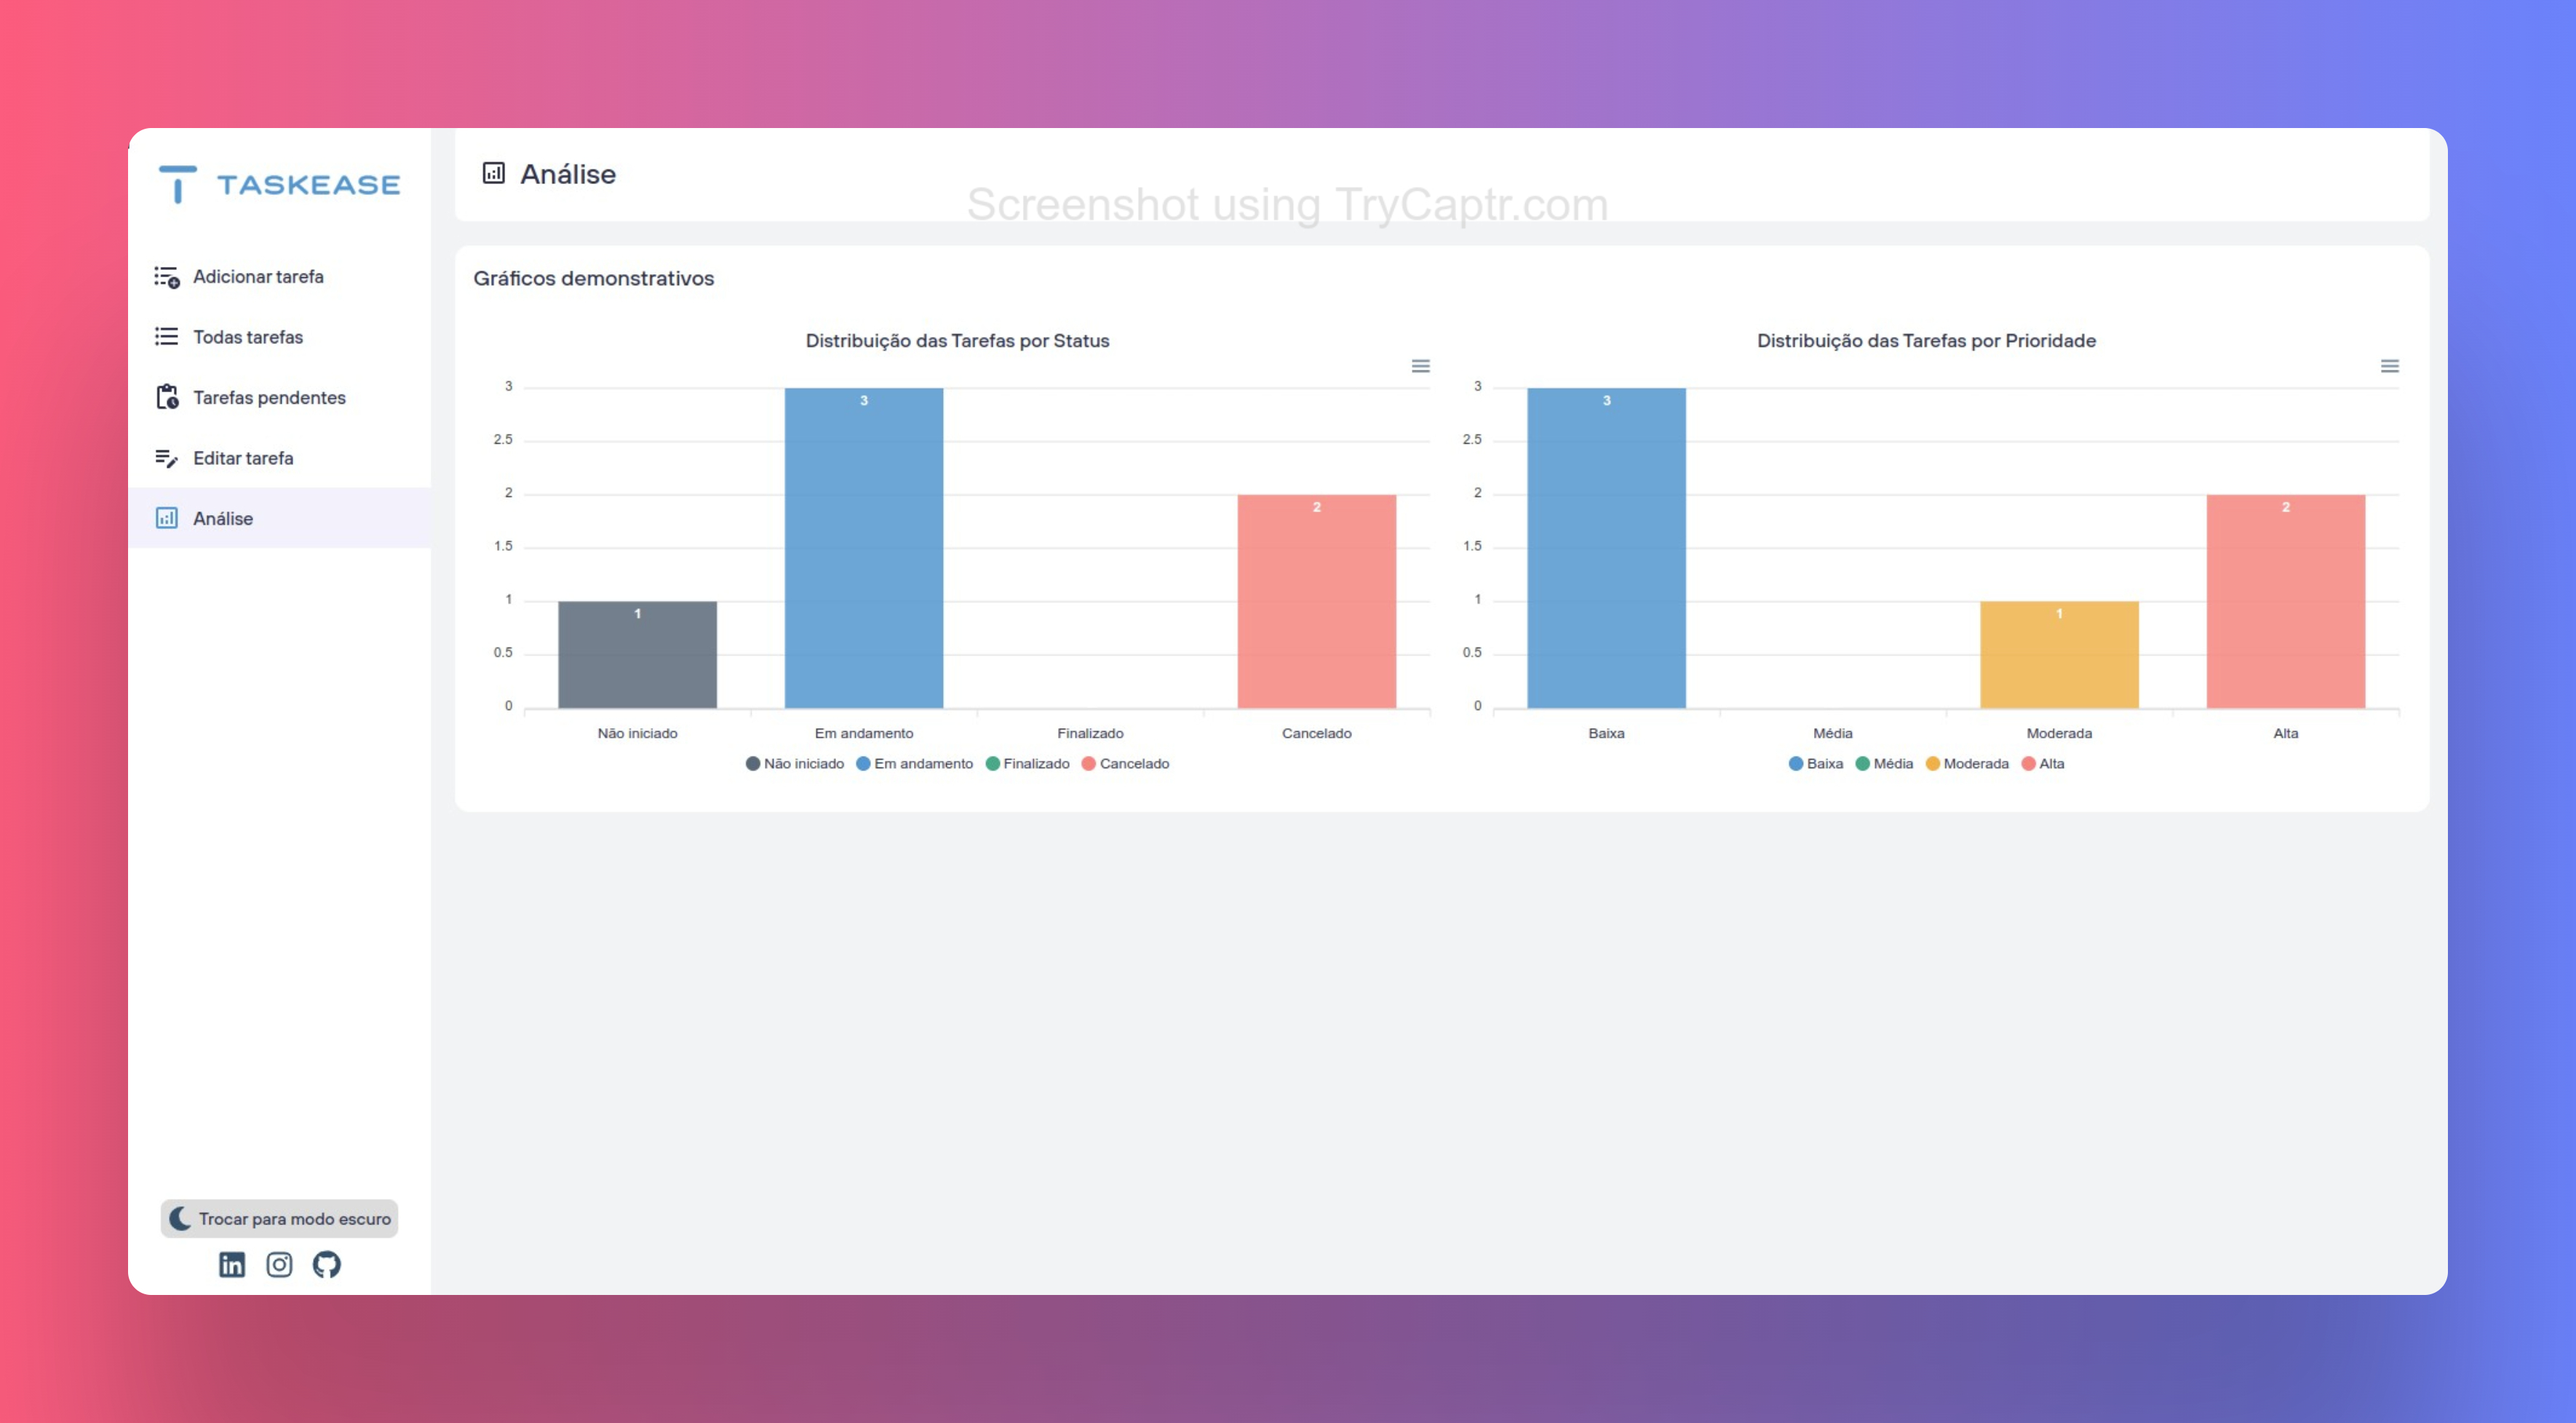 TASKEASE
Adicionar tarefa
Todas tarefas
Tarefas pendentes
Editar tarefa
Análise
Trocar para modo escuro
Análise
Screenshot using TryCaptr.com
Gráficos demonstrativos
Distribuição das Tarefas por Status
3
2.5
2
1.5
1
0.5
0
1
3
2
Não iniciado Em andamento Finalizado Cancelado
Não iniciado Em andamento Finalizado Cancelado
Distribuição das Tarefas por Prioridade
3
2.5
2
1.5
1
0.5
0
3
1
2
Baixa Média Moderada Alta
Baixa Média Moderada Alta